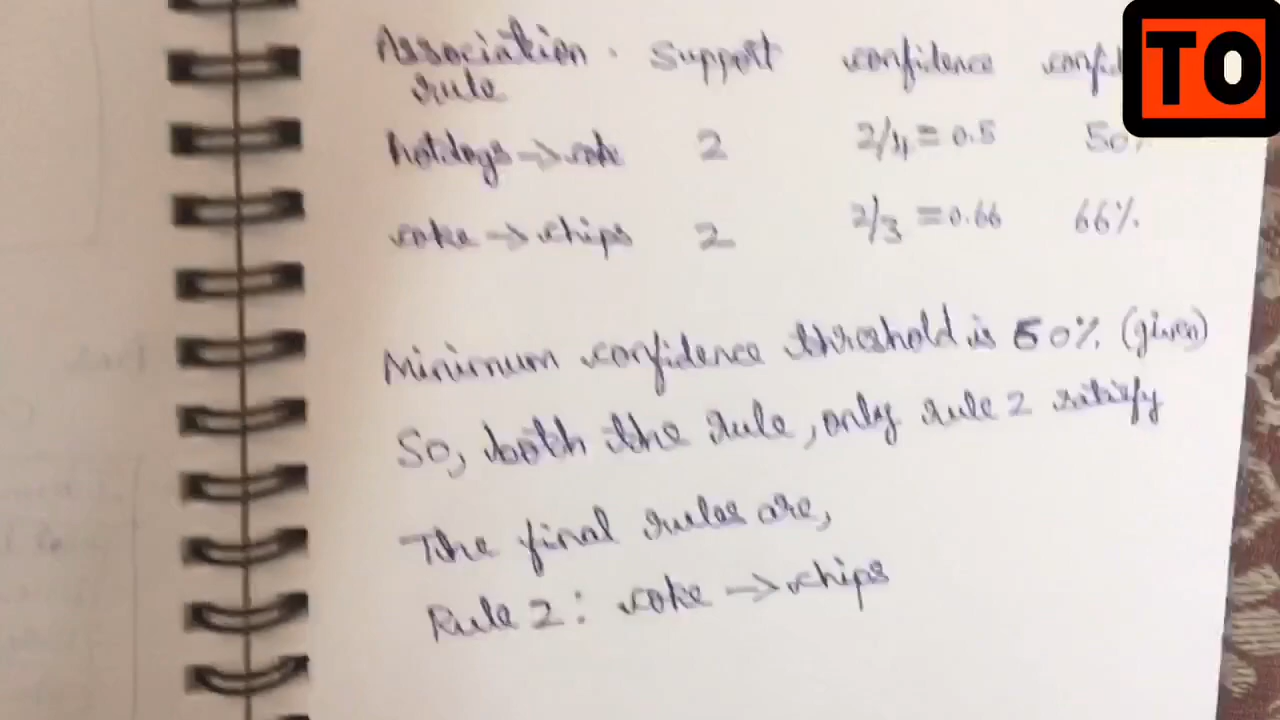 TO
Association Support confidence
rule
hotdogs → coke 2 2/4 = 0.5
coke → chips 2 2/3 = 0.66 66%
Minimum confidence threshold is 60% (given)
So, both the rule, only rule 2 satisfy
The final rules are,
Rule 2: coke → chips